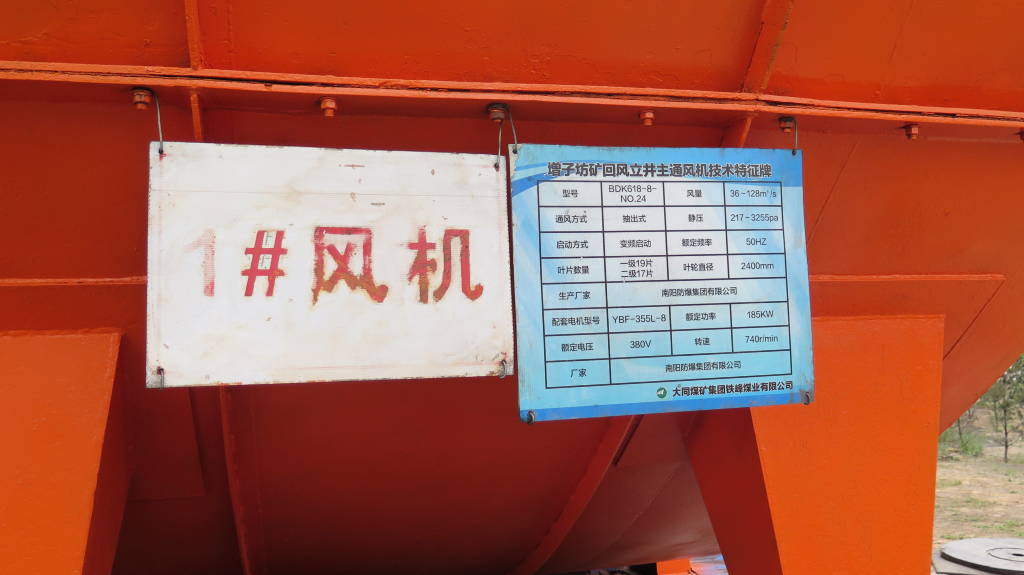 1#风机
增子坊矿回风立井主通风机技术特征牌
型号 BDK618-8-NO.24 风量 36~128m³/s
通风方式 抽出式 静压 217~3255pa
启动方式 变频启动 额定频率 50HZ
叶片数量 一级19片 二级17片 叶轮直径 2400mm
生产厂家 南阳防爆集团有限公司
配套电机型号 YBF-355L-8 额定功率 185KW
额定电压 380V 转速 740r/min
厂家 南阳防爆集团有限公司
大同煤矿集团铁峰煤业有限公司